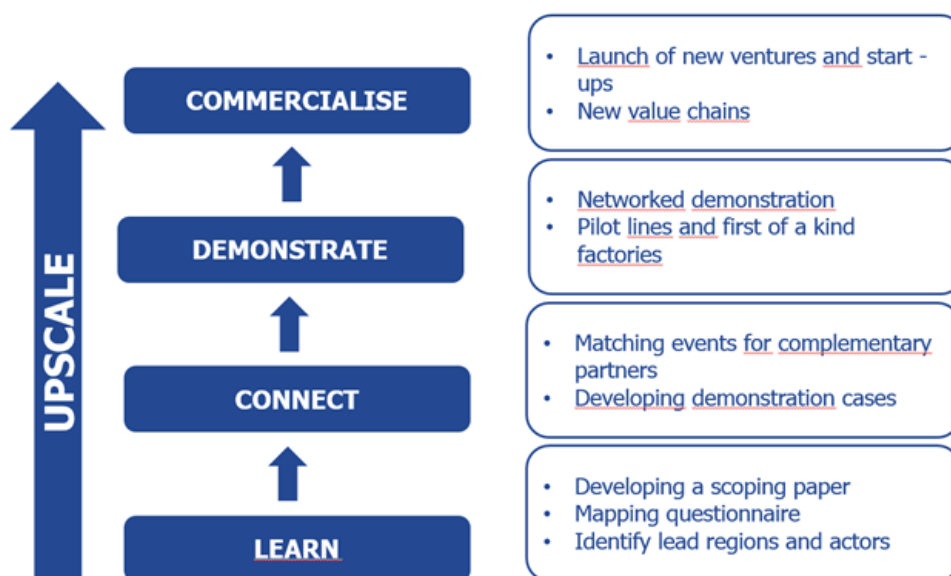 UPSCALE
COMMERCIALISE
• Launch of new ventures and start -
ups
• New value chains
DEMONSTRATE
• Networked demonstration
• Pilot lines and first of a kind
factories
CONNECT
• Matching events for complementary
partners
• Developing demonstration cases
LEARN
• Developing a scoping paper
• Mapping questionnaire
• Identify lead regions and actors